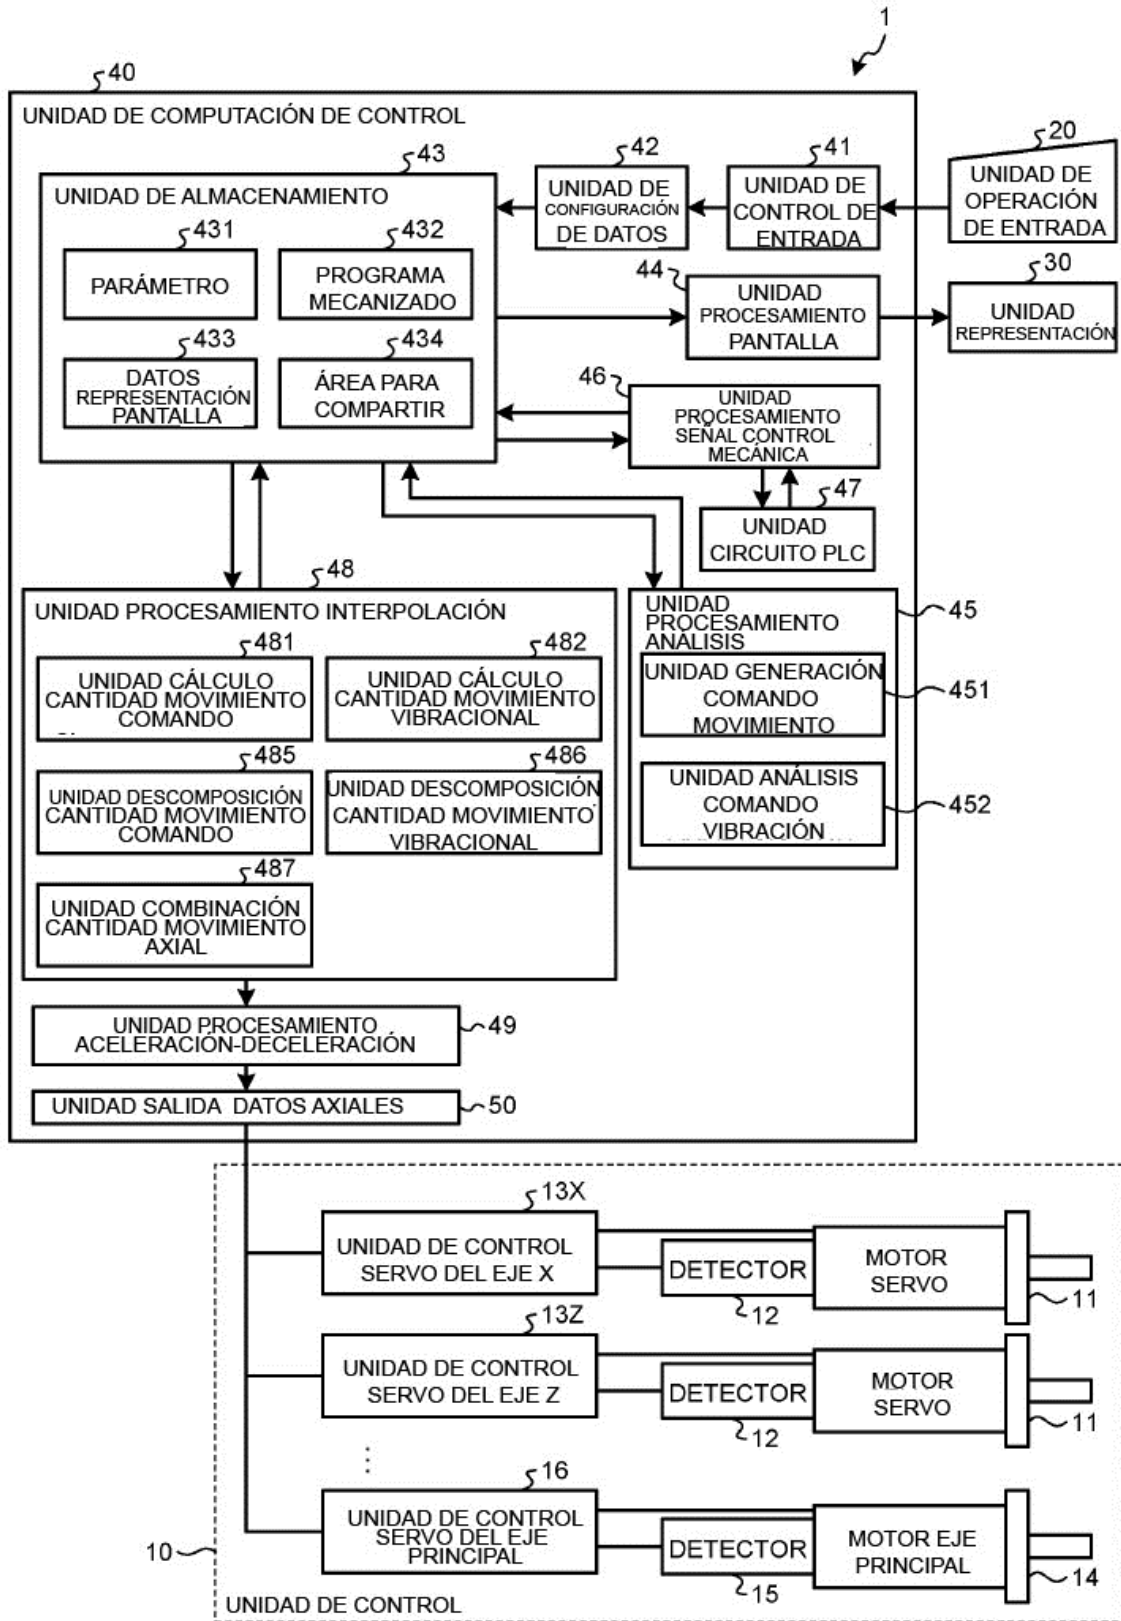 1
40
UNIDAD DE COMPUTACIÓN DE CONTROL
43
UNIDAD DE ALMACENAMIENTO
431
PARÁMETRO
432
PROGRAMA
MECANIZADO
433
DATOS
REPRESENTACIÓN
PANTALLA
434
ÁREA PARA
COMPARTIR
42
UNIDAD DE
CONFIGURACIÓN
DE DATOS
41
UNIDAD DE
CONTROL DE
ENTRADA
20
UNIDAD DE
OPERACIÓN
DE ENTRADA
44
UNIDAD
PROCESAMIENTO
PANTALLA
30
UNIDAD
REPRESENTACIÓN
46
UNIDAD
PROCESAMIENTO
SEÑAL CONTROL
MECÁNICA
47
UNIDAD
CIRCUITO PLC
48
UNIDAD PROCESAMIENTO INTERPOLACIÓN
481
UNIDAD CÁLCULO
CANTIDAD MOVIMIENTO
COMANDO
482
UNIDAD CÁLCULO
CANTIDAD MOVIMIENTO
VIBRACIONAL
485
UNIDAD DESCOMPOSICIÓN
CANTIDAD MOVIMIENTO
COMANDO
486
UNIDAD DESCOMPOSICIÓN
CANTIDAD MOVIMIENTO
VIBRACIONAL
487
UNIDAD COMBINACIÓN
CANTIDAD MOVIMIENTO
AXIAL
45
UNIDAD
PROCESAMIENTO
ANÁLISIS
UNIDAD GENERACIÓN
COMANDO
MOVIMIENTO
451
UNIDAD ANÁLISIS
COMANDO
VIBRACIÓN
452
UNIDAD PROCESAMIENTO
ACELERACIÓN-DECELERACIÓN
49
UNIDAD SALIDA DATOS AXIALES
50
13X
UNIDAD DE CONTROL
SERVO DEL EJE X
DETECTOR
12
MOTOR
SERVO
11
13Z
UNIDAD DE CONTROL
SERVO DEL EJE Z
DETECTOR
12
MOTOR
SERVO
11
16
UNIDAD DE CONTROL
SERVO DEL EJE
PRINCIPAL
DETECTOR
15
MOTOR EJE
PRINCIPAL
14
10
UNIDAD DE CONTROL